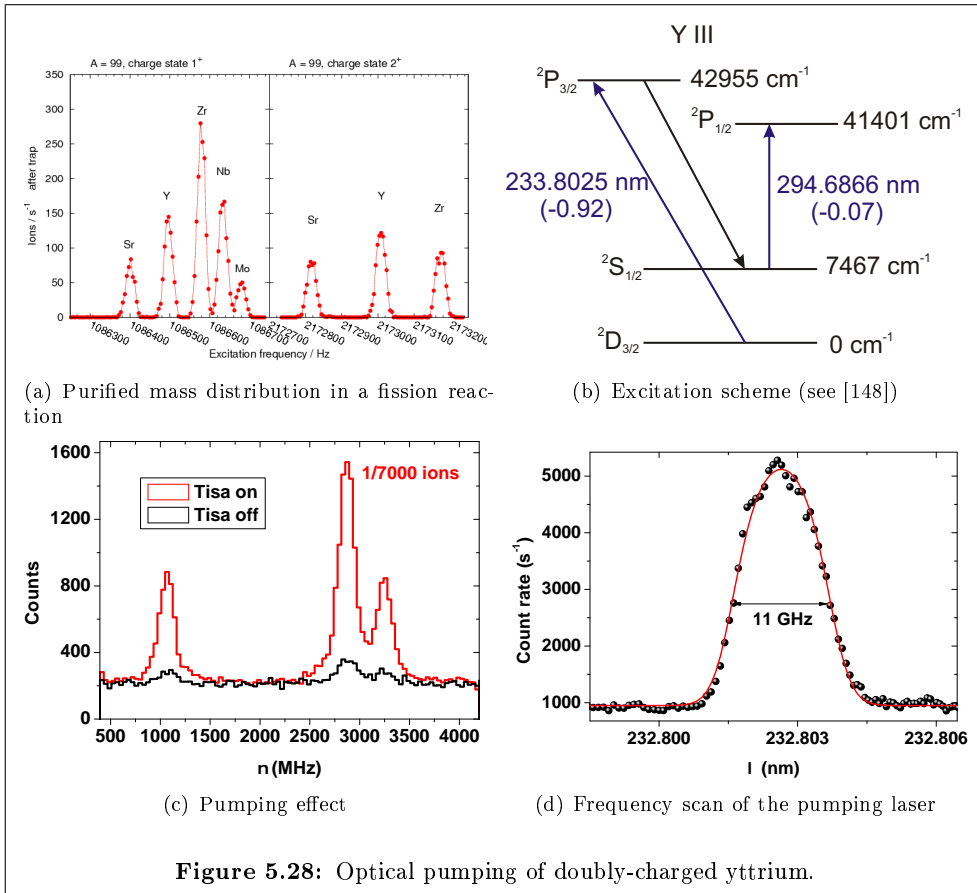 A = 99, charge state 1⁺
A = 99, charge state 2⁺
350
300
250
200
150
100
50
0
Ions / s⁻¹ after trap
Sr
Y
Zr
Nb
Mo
Sr
Y
Zr
1086300
1086400
1086500
1086600
1086700
2172700
2172800
2172900
2173000
2173100
2173200
Excitation frequency / Hz
(a) Purified mass distribution in a fission reac-
tion
Y III
²P₃/₂
42955 cm⁻¹
²P₁/₂
41401 cm⁻¹
233.8025 nm
(-0.92)
294.6866 nm
(-0.07)
²S₁/₂
7467 cm⁻¹
²D₃/₂
0 cm⁻¹
(b) Excitation scheme (see [148])
1600
1200
800
400
0
Counts
Tisa on
Tisa off
1/7000 ions
500
1000
1500
2000
2500
3000
3500
4000
n (MHz)
(c) Pumping effect
5000
4000
3000
2000
1000
Count rate (s⁻¹)
11 GHz
232.800
232.803
232.806
l (nm)
(d) Frequency scan of the pumping laser
Figure 5.28: Optical pumping of doubly-charged yttrium.